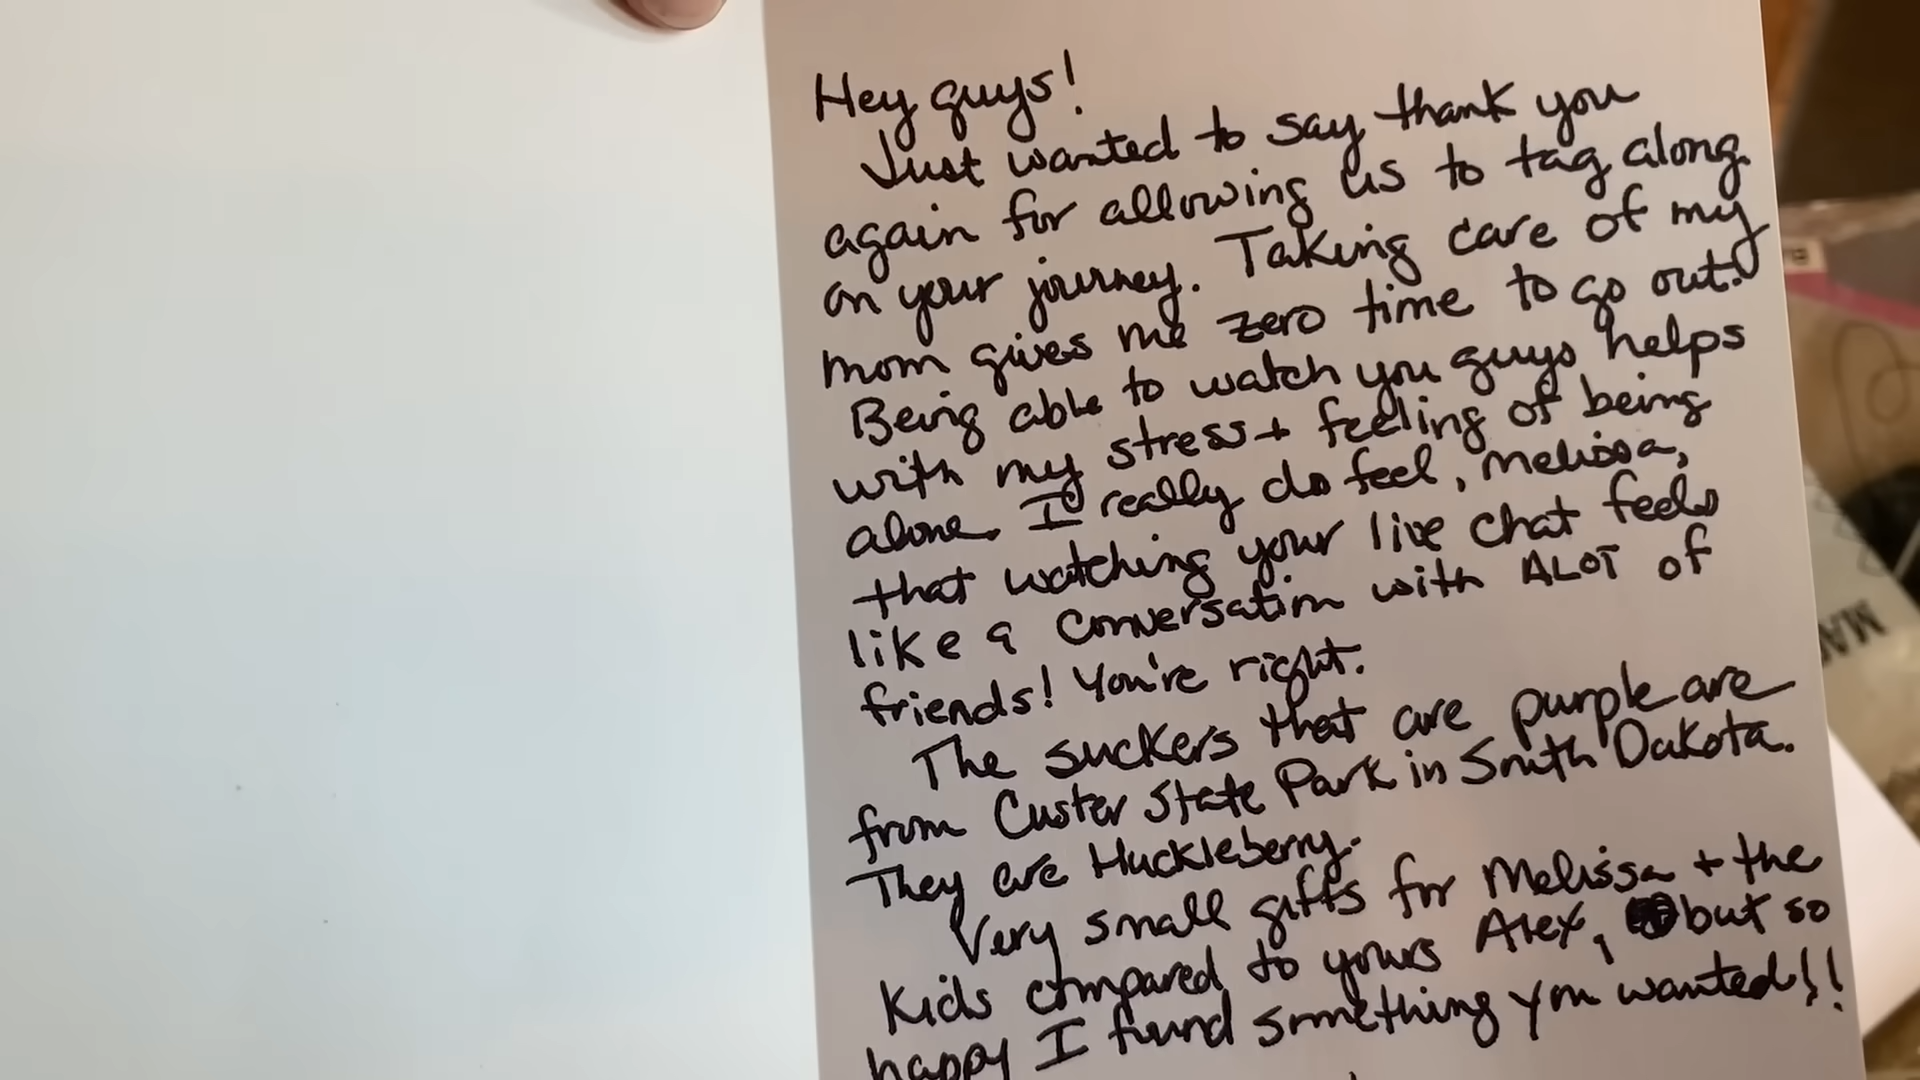 Hey guys!
Just wanted to say thank you
again for allowing us to tag along
on your journey. Taking care of my
mom gives me zero time to go out.
Being able to watch you guys helps
with my stress + feeling of being
alone. I really do feel, Melissa,
that watching your live chat feels
like a conversation with ALOT of
friends! You're right.
The suckers that are purple are
from Custer State Park in South Dakota.
They are Huckleberry.
Very small gifts for Melissa + the
Kids compared to yours Alex, but so
happy I found something you wanted!!
MA